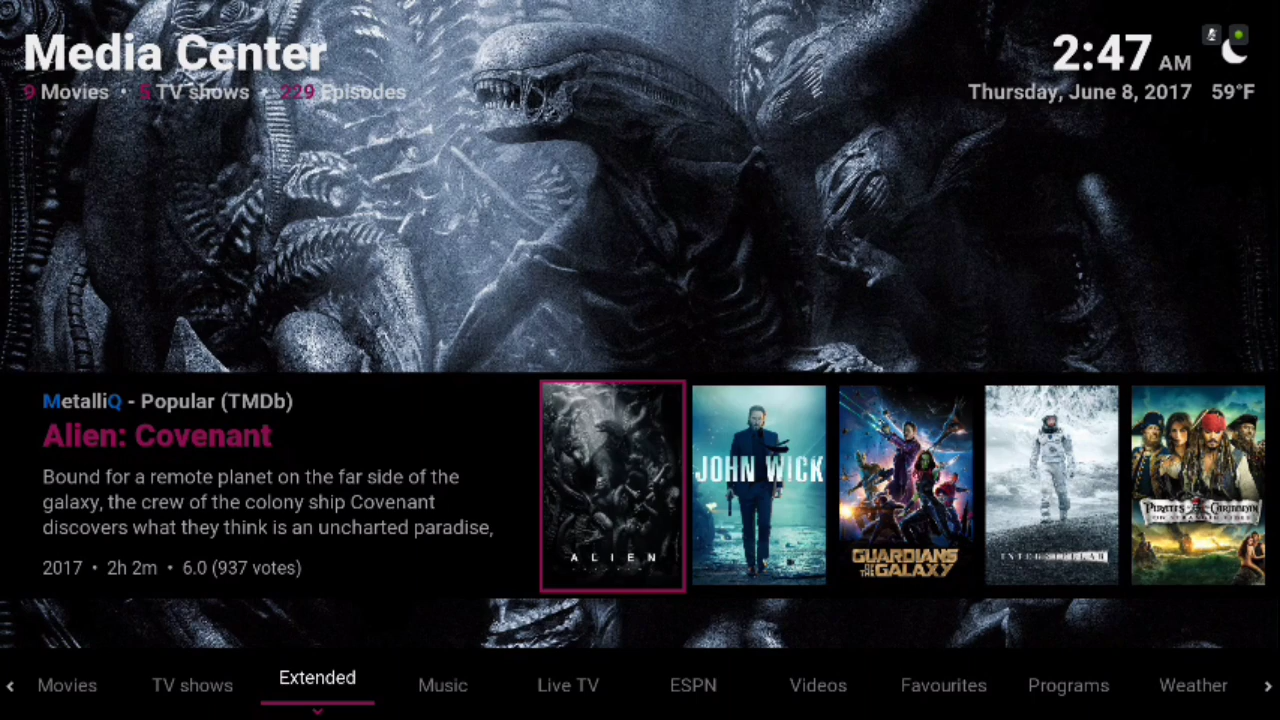 Media Center
2:47 AM
9 Movies • 5 TV shows • 229 Episodes
Thursday, June 8, 2017 59°F
MetalliQ - Popular (TMDb)
Alien: Covenant
Bound for a remote planet on the far side of the
galaxy, the crew of the colony ship Covenant
discovers what they think is an uncharted paradise,
2017 • 2h 2m • 6.0 (937 votes)
ALIEN
JOHN WICK
GUARDIANS
OF THE GALAXY
INTERSTELLAR
PIRATES of the CARIBBEAN
ON STRANGER TIDES
Movies TV shows Extended Music Live TV ESPN Videos Favourites Programs Weather